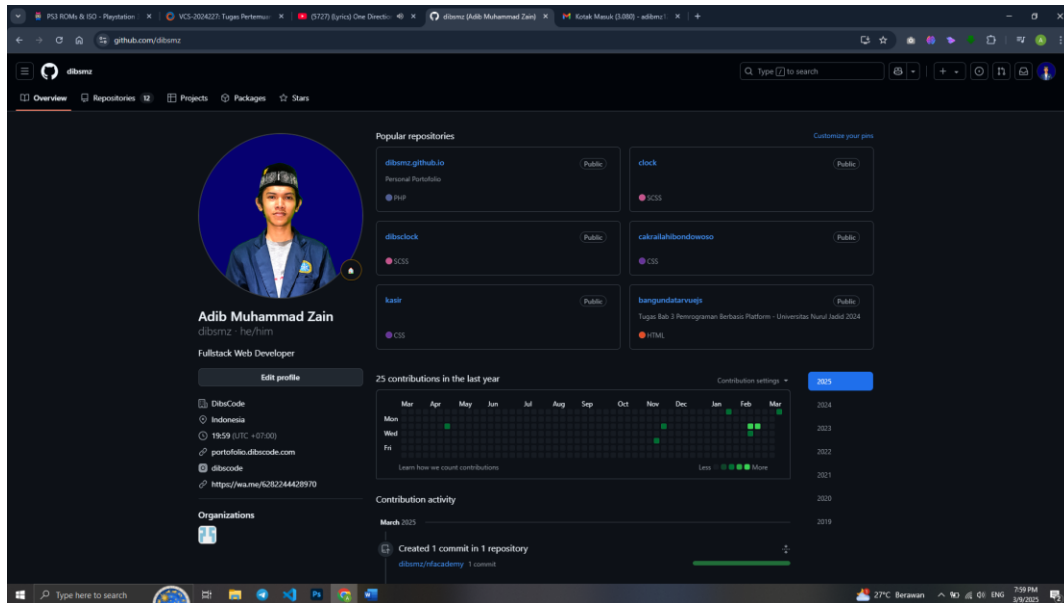 PS3 ROMs & ISO - Playstation
VCS-2024227: Tugas Pertemuan
(5727) (Lyrics) One Directio
dibsmz (Adib Muhammad Zain)
Kotak Masuk (3.080) - adibmz
github.com/dibsmz
dibsmz
Type / to search
Overview
Repositories 12
Projects
Packages
Stars
Popular repositories
Customize your pins
dibsmz.github.io Public
Personal Portofolio
PHP
clock Public
SCSS
dibsclock Public
SCSS
cakrailahibondowoso Public
CSS
kasir Public
CSS
bangundatarvuejs Public
Tugas Bab 3 Pemrograman Berbasis Platform - Universitas Nurul Jadid 2024
HTML
Adib Muhammad Zain
dibsmz · he/him
Fullstack Web Developer
Edit profile
DibsCode
Indonesia
19:59 (UTC +07:00)
portofolio.dibscode.com
dibscode
https://wa.me/6282244428970
Organizations
25 contributions in the last year
Contribution settings
2025
2024
2023
2022
2021
2020
2019
Mar Apr May Jun Jul Aug Sep Oct Nov Dec Jan Feb Mar
Mon
Wed
Fri
Learn how we count contributions
Less More
Contribution activity
March 2025
Created 1 commit in 1 repository
dibsmz/nfacademy 1 commit
Type here to search
27°C Berawan
ENG
7:59 PM
3/9/2025